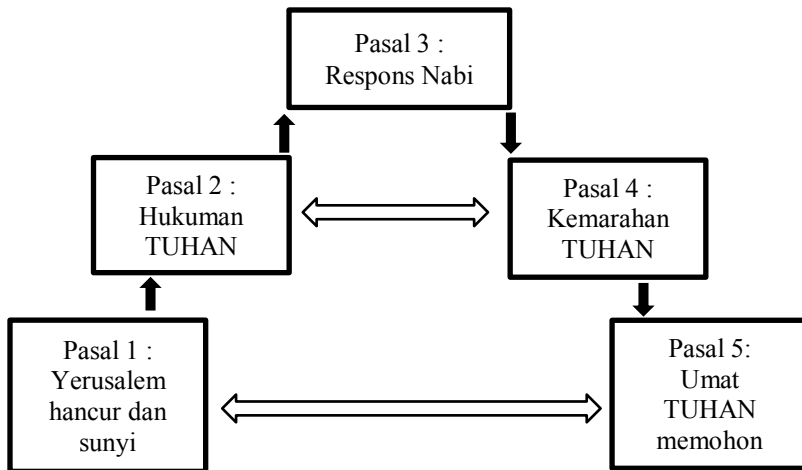 Pasal 3 :
Respons Nabi
Pasal 2 :
Hukuman
TUHAN
Pasal 4 :
Kemarahan
TUHAN
Pasal 1 :
Yerusalem
hancur dan
sunyi
Pasal 5:
Umat
TUHAN
memohon